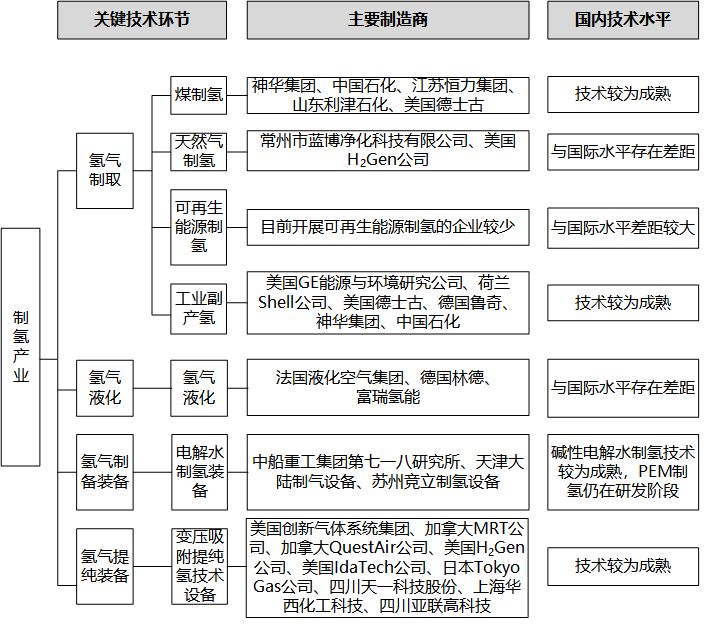 关键技术环节
主要制造商
国内技术水平
制氢产业
氢气
制取
煤制氢
神华集团、中国石化、江苏恒力集团、
山东利津石化、美国德士古
技术较为成熟
天然气
制氢
常州市蓝博净化科技有限公司、美国
H₂Gen公司
与国际水平存在差距
可再生
能源制
氢
目前开展可再生能源制氢的企业较少
与国际水平差距较大
工业副
产氢
美国GE能源与环境研究公司、荷兰
Shell公司、美国德士古、德国鲁奇、
神华集团、中国石化
技术较为成熟
氢气
液化
氢气
液化
法国液化空气集团、德国林德、
富瑞氢能
与国际水平存在差距
氢气制
备装备
电解水
制氢装
备
中船重工集团第七一八研究所、天津大
陆制气设备、苏州竞立制氢设备
碱性电解水制氢技术
较为成熟，PEM制
氢仍在研发阶段
氢气提
纯装备
变压吸
附提纯
氢技术
设备
美国创新气体系统集团、加拿大MRT公
司、加拿大QuestAir公司、美国H₂Gen
公司、美国IdaTech公司、日本Tokyo
Gas公司、四川天一科技股份、上海华
西化工科技、四川亚联高科技
技术较为成熟